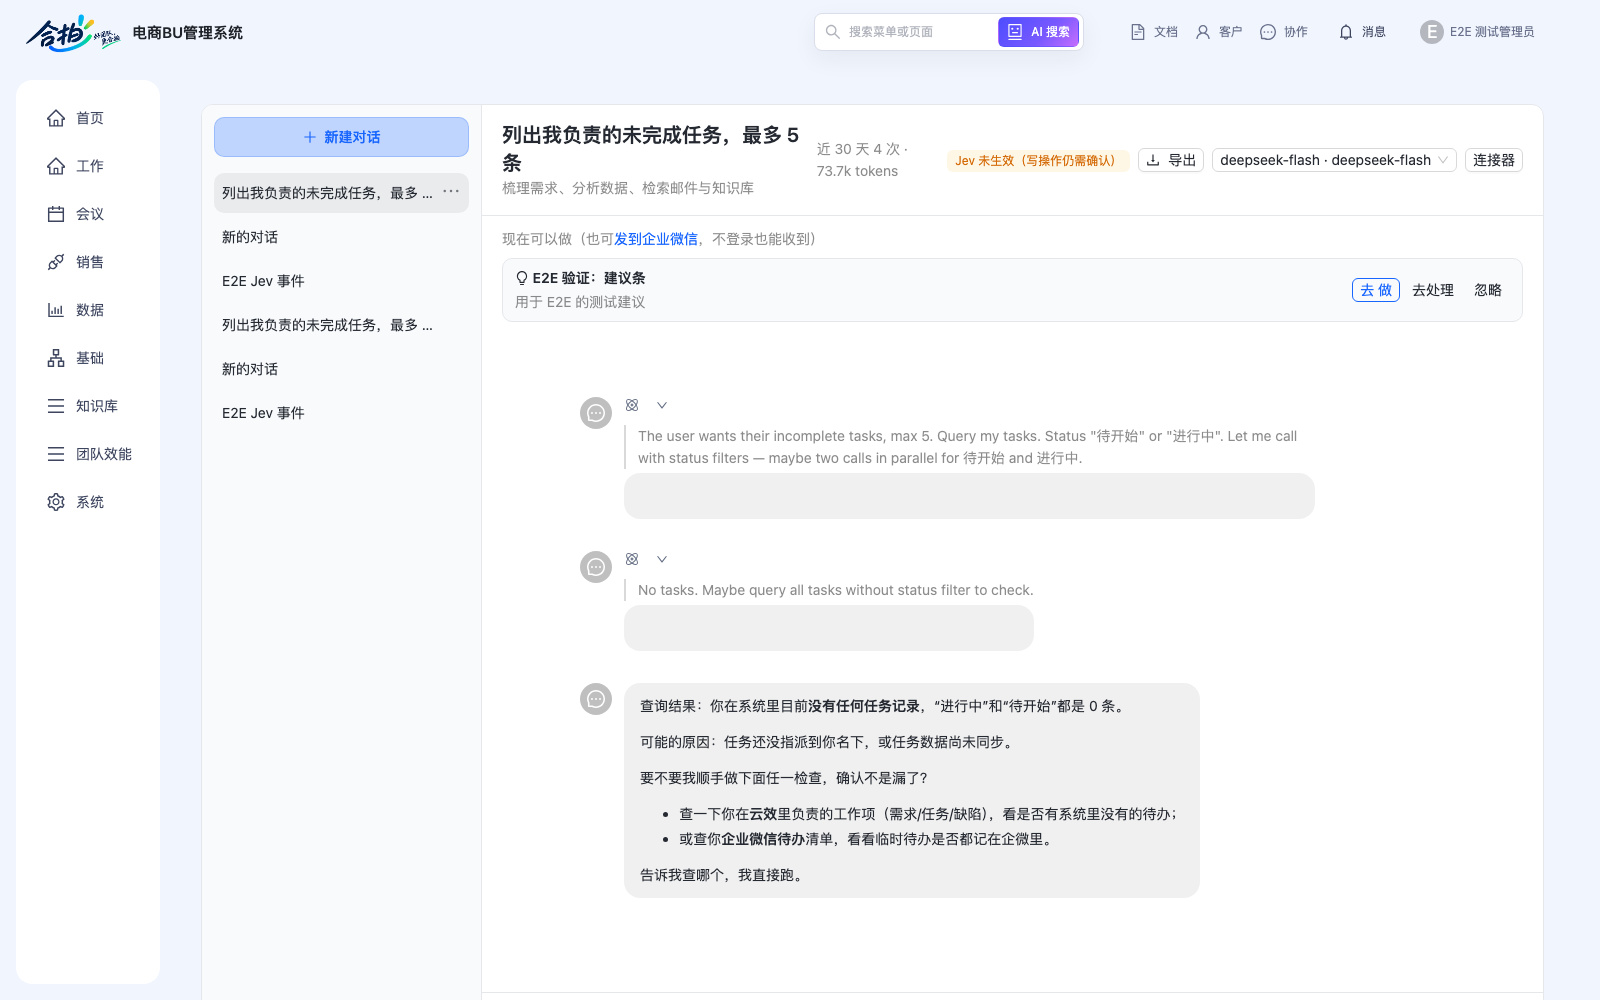 合拍
电商BU管理系统
搜索菜单或页面
AI 搜索
文档
客户
协作
消息
E
E2E 测试管理员
首页
工作
会议
销售
数据
基础
知识库
团队效能
系统
新建对话
列出我负责的未完成任务，最多 ...
新的对话
E2E Jev 事件
列出我负责的未完成任务，最多 ...
新的对话
E2E Jev 事件
列出我负责的未完成任务，最多 5
条
梳理需求、分析数据、检索邮件与知识库
近 30 天 4 次 ·
73.7k tokens
Jev 未生效（写操作仍需确认）
导出
deepseek-flash · deepseek-flash
连接器
现在可以做（也可发到企业微信，不登录也能收到）
E2E 验证：建议条
用于 E2E 的测试建议
去 做
去处理
忽略
The user wants their incomplete tasks, max 5. Query my tasks. Status "待开始" or "进行中". Let me call
with status filters — maybe two calls in parallel for 待开始 and 进行中.
No tasks. Maybe query all tasks without status filter to check.
查询结果：你在系统里目前没有任何任务记录，“进行中”和“待开始”都是 0 条。
可能的原因：任务还没指派到你名下，或任务数据尚未同步。
要不要我顺手做下面任一检查，确认不是漏了？
• 查一下你在云效里负责的工作项（需求/任务/缺陷），看是否有系统里没有的待办；
• 或查你企业微信待办清单，看看临时待办是否都记在企微里。
告诉我查哪个，我直接跑。